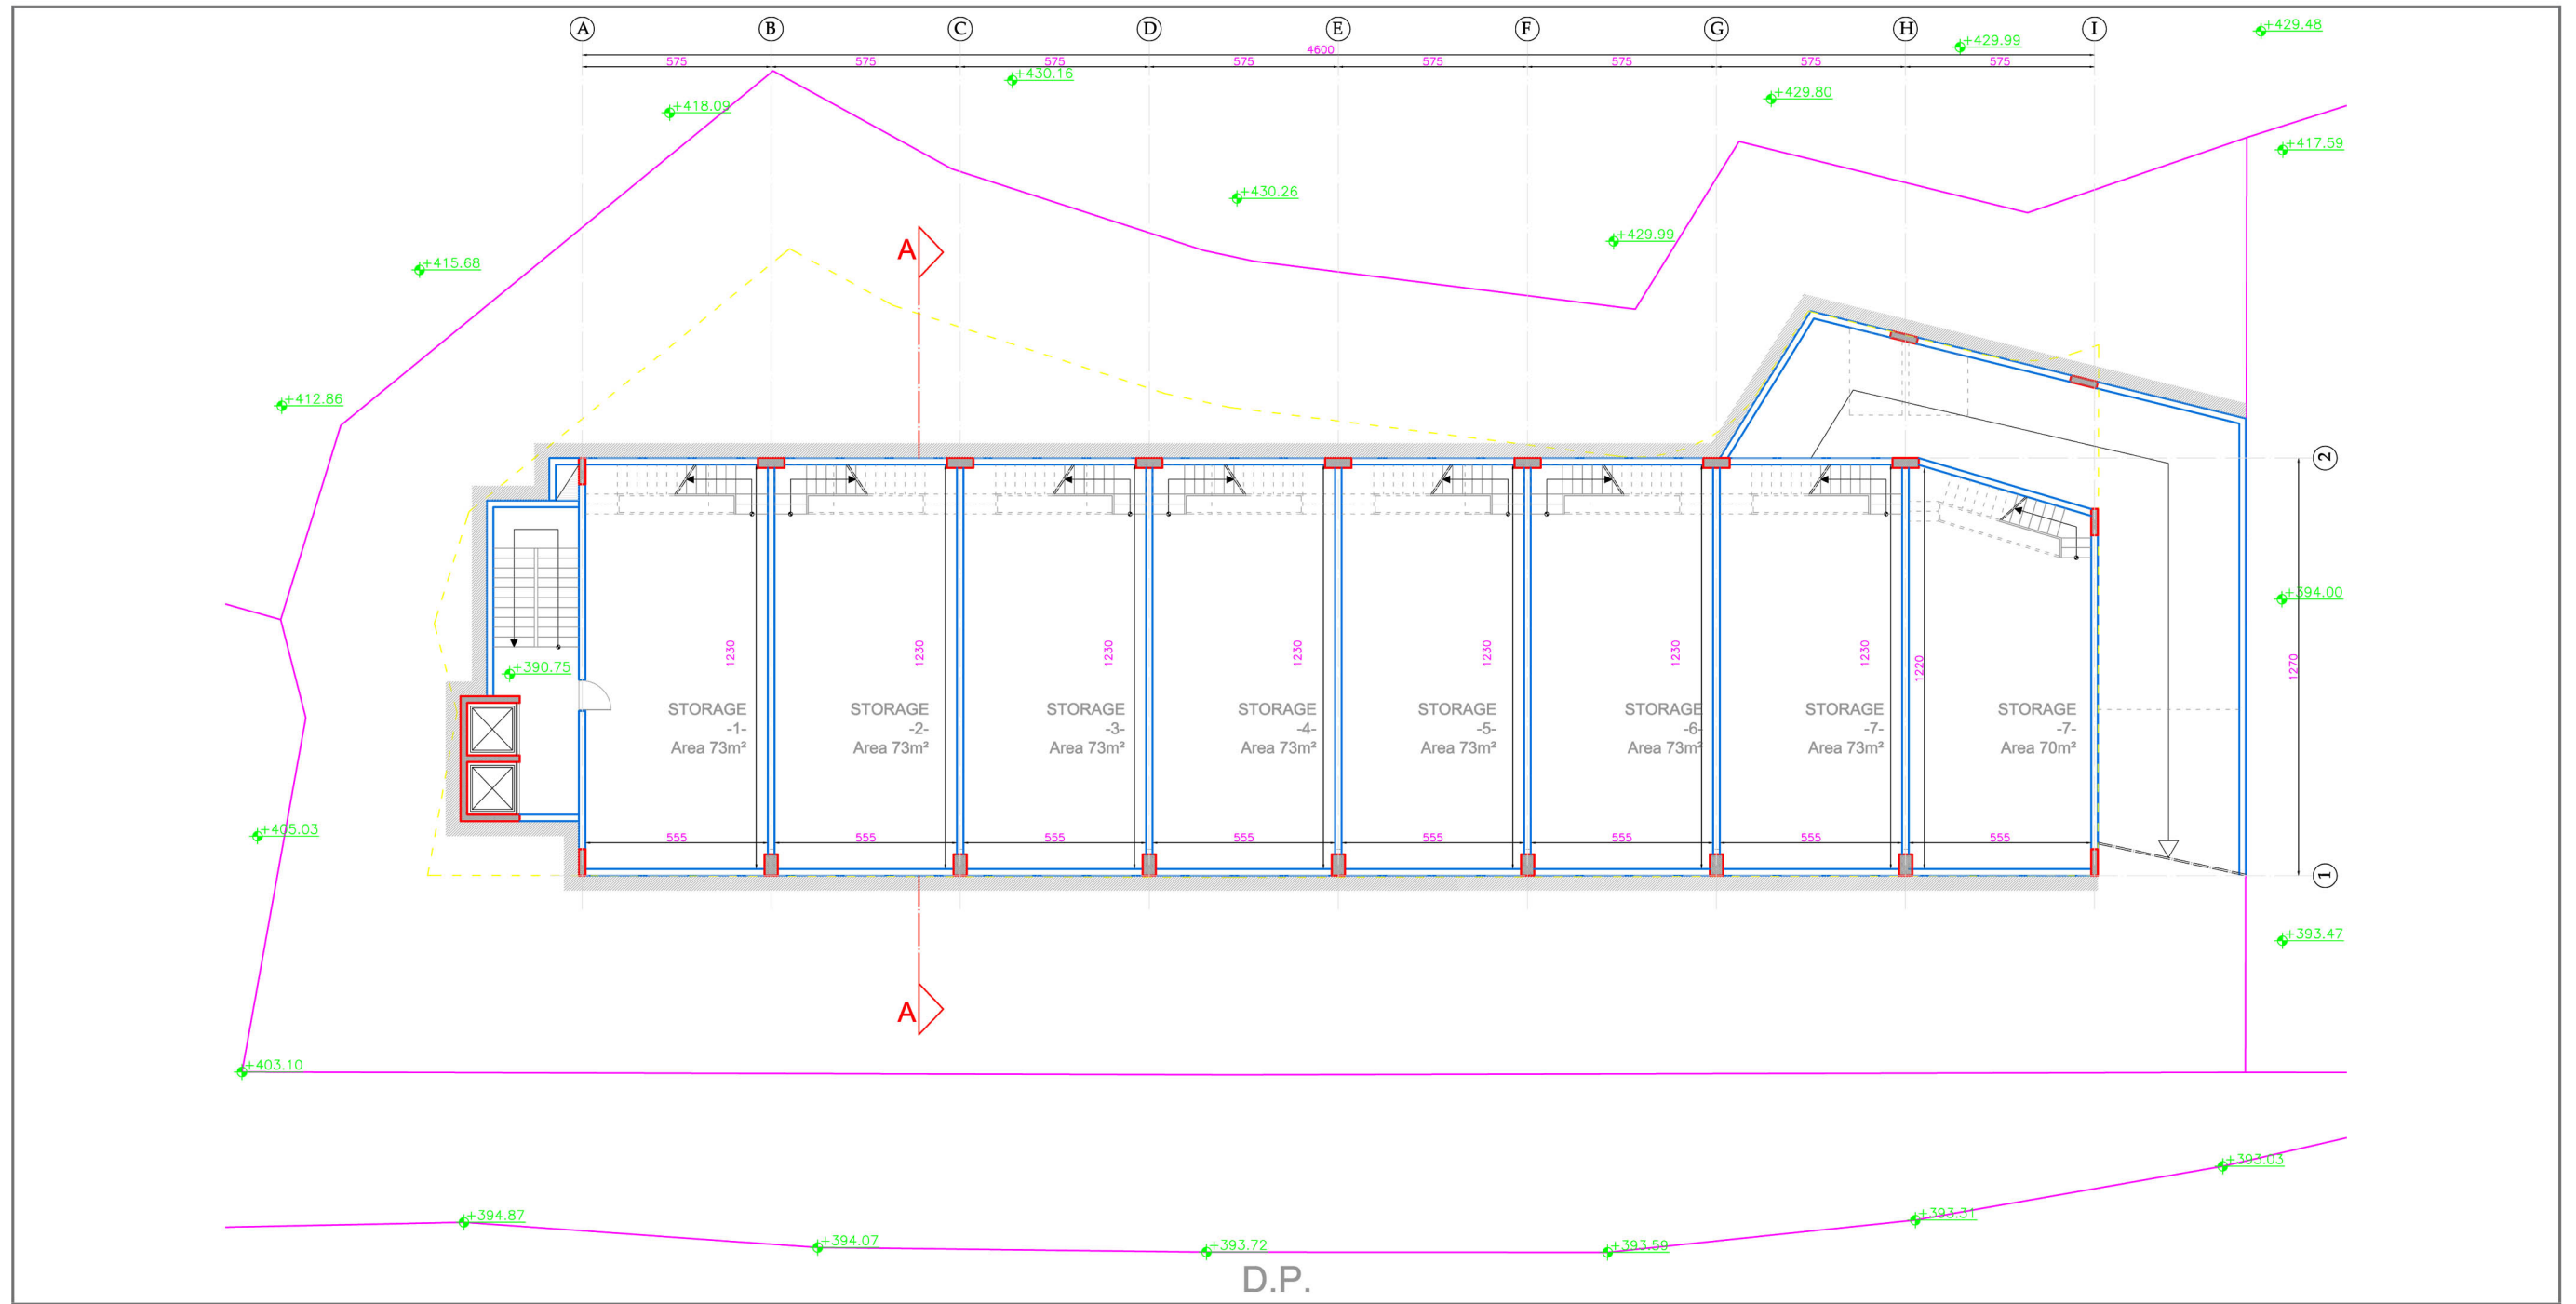 A B C D E F G H I
+429.48
+429.99
4600
575 575 575 575 575 575 575 575
+430.16
+429.80
+418.09
+417.59
+430.26
+429.99
A
+415.68
+412.86
2
+394.00
1230 1230 1230 1230 1230 1230 1230 1220
1270
+390.75
STORAGE
-1-
Area 73m²
STORAGE
-2-
Area 73m²
STORAGE
-3-
Area 73m²
STORAGE
-4-
Area 73m²
STORAGE
-5-
Area 73m²
STORAGE
-6-
Area 73m²
STORAGE
-7-
Area 73m²
STORAGE
-7-
Area 70m²
+405.03
555 555 555 555 555 555 555 555
1
+393.47
A
+403.10
+393.03
+394.87
+393.31
+394.07
+393.72
+393.59
D.P.